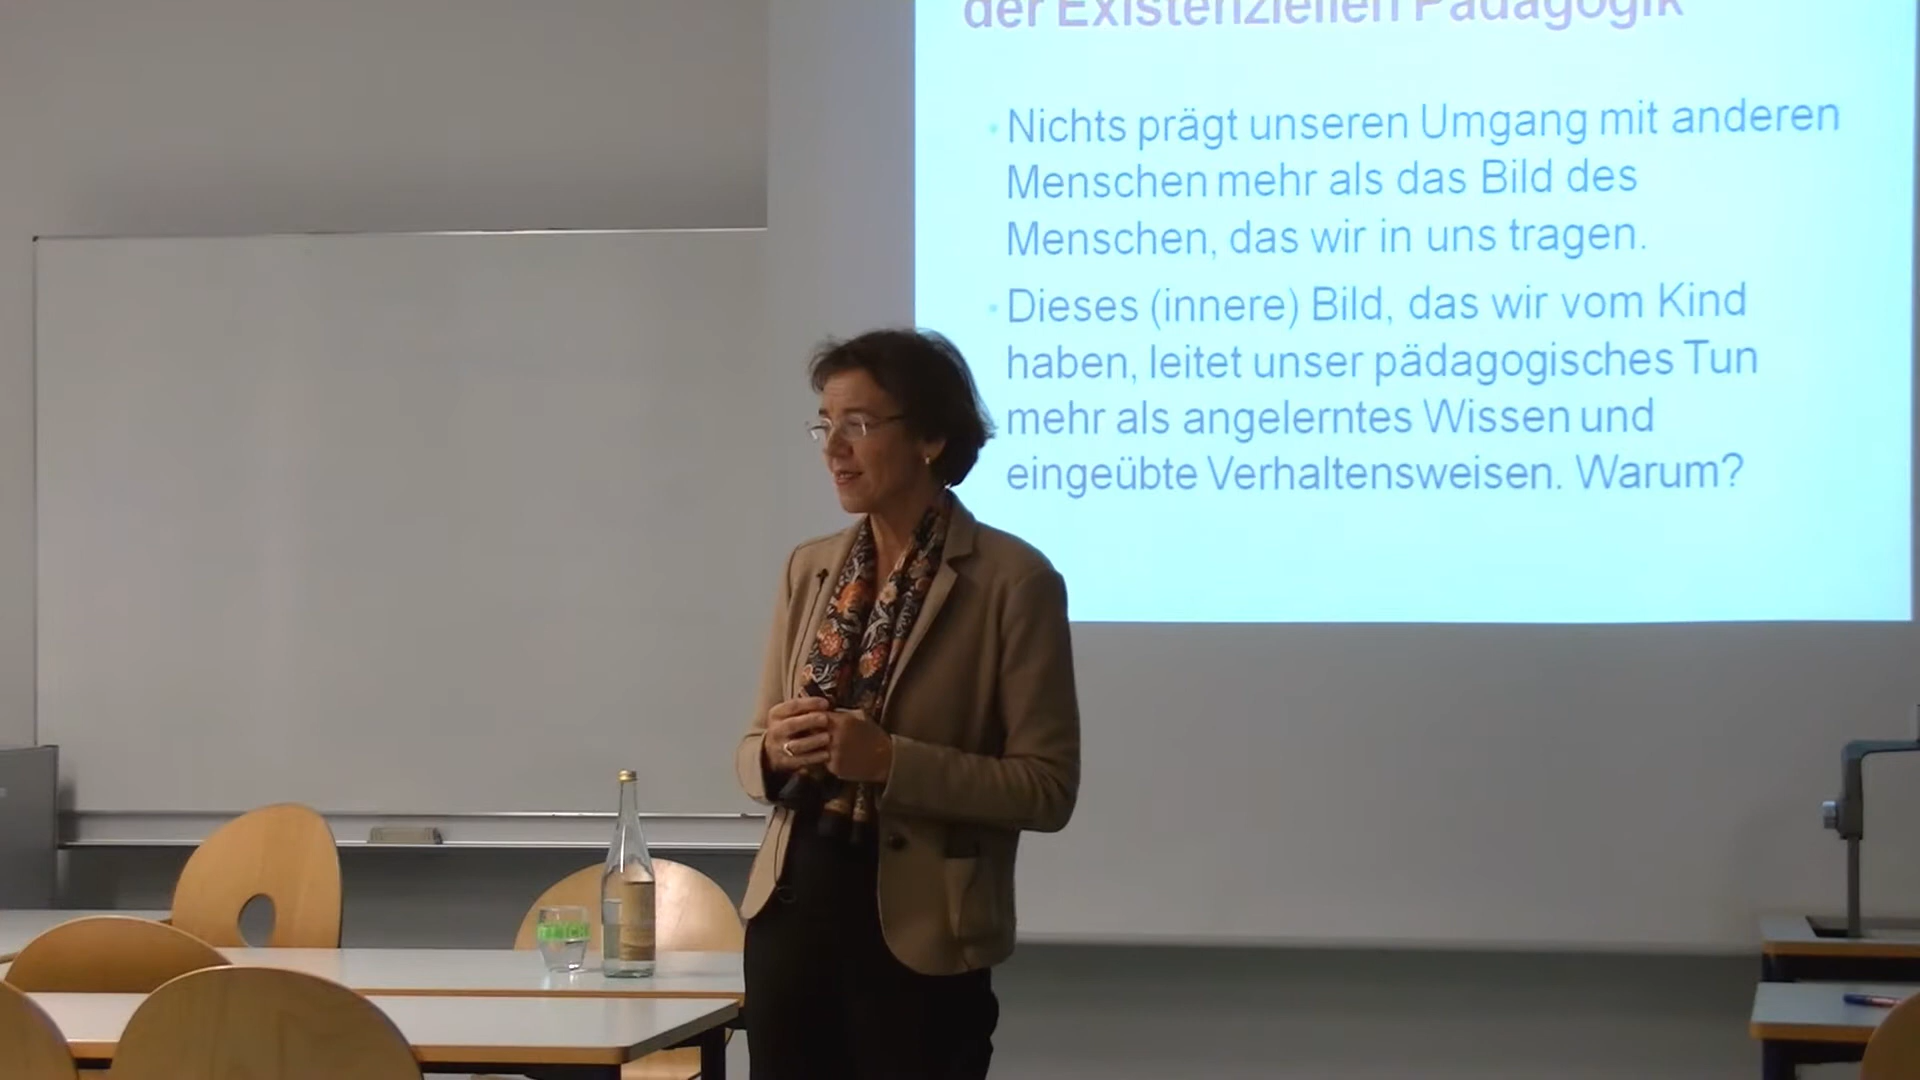 der Existenziellen Pädagogik
Nichts prägt unseren Umgang mit anderen
Menschen mehr als das Bild des
Menschen, das wir in uns tragen.
Dieses (innere) Bild, das wir vom Kind
haben, leitet unser pädagogisches Tun
mehr als angelerntes Wissen und
eingeübte Verhaltensweisen. Warum?